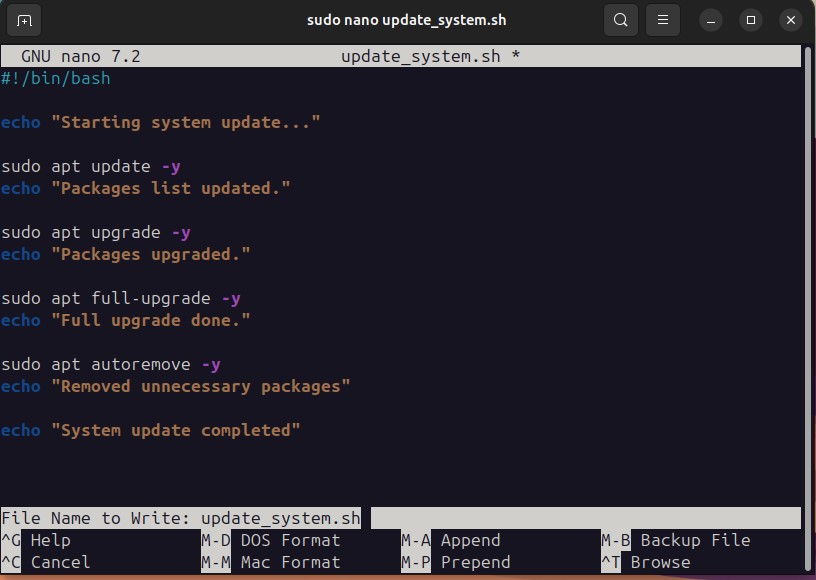 sudo nano update_system.sh
GNU nano 7.2 update_system.sh *
#!/bin/bash
echo "Starting system update..."
sudo apt update -y
echo "Packages list updated."
sudo apt upgrade -y
echo "Packages upgraded."
sudo apt full-upgrade -y
echo "Full upgrade done."
sudo apt autoremove -y
echo "Removed unnecessary packages"
echo "System update completed"
File Name to Write: update_system.sh
^G Help M-D DOS Format M-A Append M-B Backup File
^C Cancel M-M Mac Format M-P Prepend ^T Browse